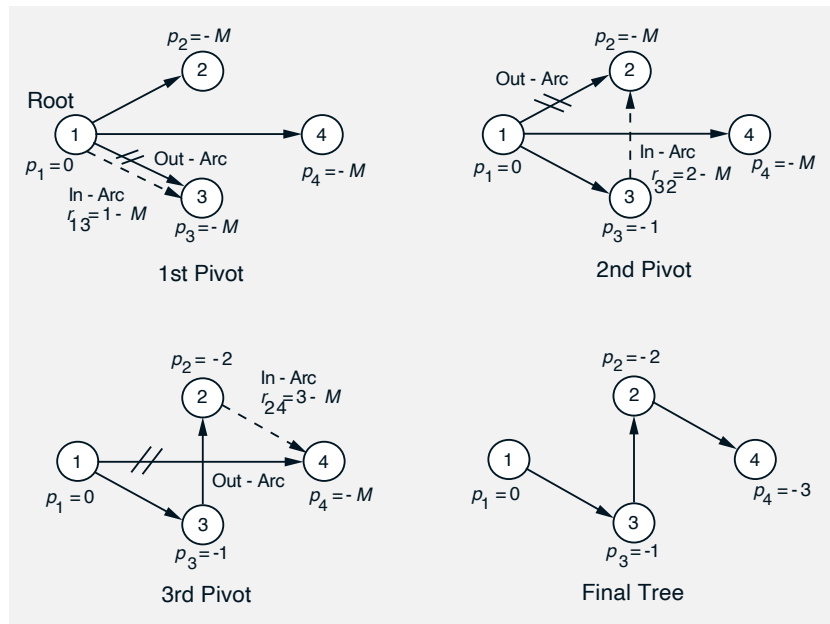 p2 = - M
2
Root
1
4
Out - Arc
p1 = 0
p4 = - M
In - Arc
r13 = 1 - M
3
p3 = - M
1st Pivot
p2 = - M
Out - Arc
2
1
4
In - Arc
p1 = 0
r32 = 2 - M
p4 = - M
3
p3 = - 1
2nd Pivot
p2 = - 2
In - Arc
r24 = 3 - M
2
1
4
Out - Arc
p1 = 0
p4 = - M
3
p3 = -1
3rd Pivot
p2 = - 2
2
1
4
p1 = 0
p4 = - 3
3
p3 = -1
Final Tree